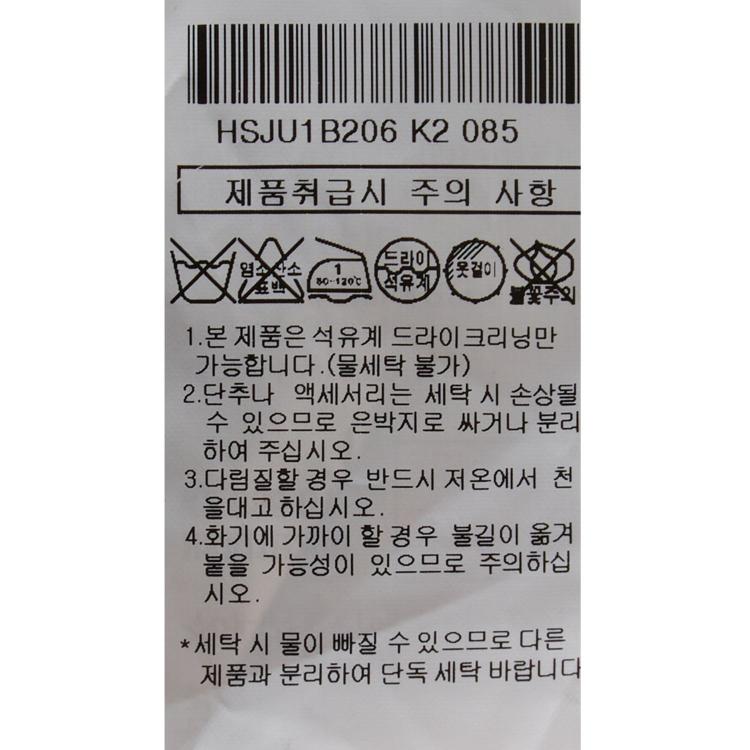 HSJU1B206 K2 085
제품취급시 주의 사항
염소산소
표백
1
80~120℃
드라이
석유계
옷걸이
불꽃주의
1.본 제품은 석유계 드라이크리닝만
가능합니다.(물세탁 불가)
2.단추나 액세서리는 세탁 시 손상될
수 있으므로 은박지로 싸거나 분리
하여 주십시오.
3.다림질할 경우 반드시 저온에서 천
을대고 하십시오.
4.화기에 가까이 할 경우 불길이 옮겨
붙을 가능성이 있으므로 주의하십
시오.
*세탁 시 물이 빠질 수 있으므로 다른
제품과 분리하여 단독 세탁 바랍니다